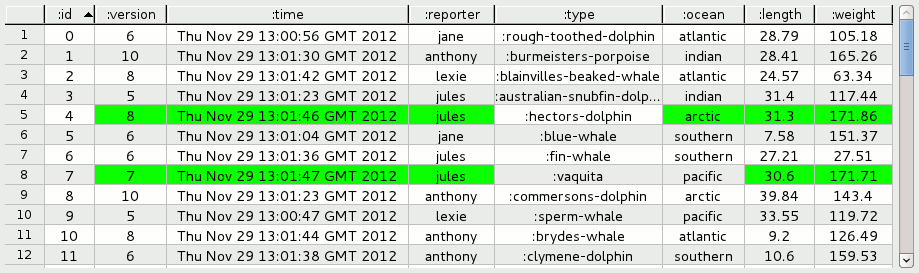 :id :version :time :reporter :type :ocean :length :weight
1 0 6 Thu Nov 29 13:00:56 GMT 2012 jane :rough-toothed-dolphin atlantic 28.79 105.18
2 1 10 Thu Nov 29 13:01:30 GMT 2012 anthony :burmeisters-porpoise indian 28.41 165.26
3 2 8 Thu Nov 29 13:01:42 GMT 2012 lexie :blainvilles-beaked-whale atlantic 24.57 63.34
4 3 5 Thu Nov 29 13:01:23 GMT 2012 jules :australian-snubfin-dolp... indian 31.4 117.44
5 4 8 Thu Nov 29 13:01:46 GMT 2012 jules :hectors-dolphin arctic 31.3 171.86
6 5 6 Thu Nov 29 13:01:04 GMT 2012 jane :blue-whale southern 7.58 151.37
7 6 6 Thu Nov 29 13:01:36 GMT 2012 jules :fin-whale southern 27.21 27.51
8 7 7 Thu Nov 29 13:01:47 GMT 2012 jules :vaquita pacific 30.6 171.71
9 8 10 Thu Nov 29 13:01:23 GMT 2012 anthony :commersons-dolphin arctic 39.84 143.4
10 9 5 Thu Nov 29 13:00:47 GMT 2012 lexie :sperm-whale pacific 33.55 119.72
11 10 8 Thu Nov 29 13:01:44 GMT 2012 anthony :brydes-whale atlantic 9.2 126.49
12 11 6 Thu Nov 29 13:01:38 GMT 2012 anthony :clymene-dolphin southern 10.6 159.53